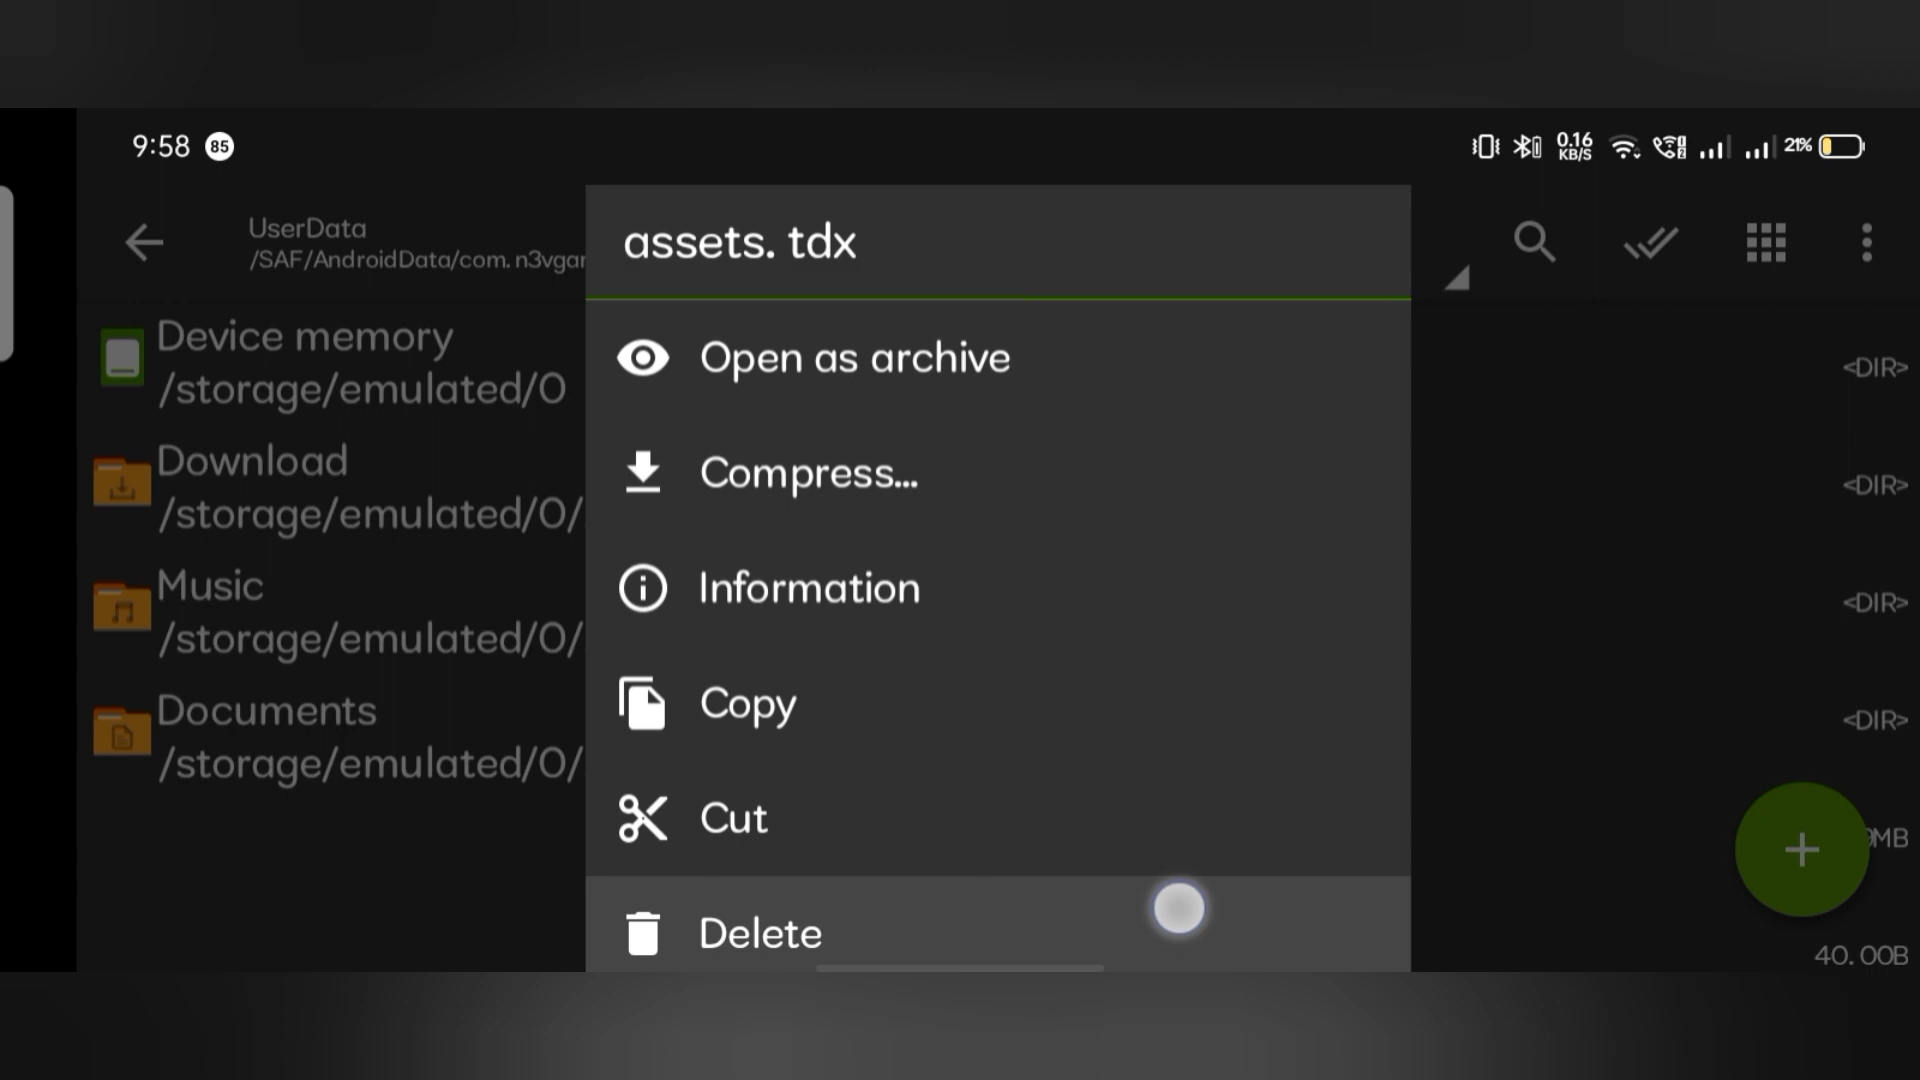 9:58 85
0.16 KB/S 21%
UserData
/SAF/AndroidData/com.n3vgar
assets. tdx
Device memory
/storage/emulated/0
Download
/storage/emulated/0/
Music
/storage/emulated/0/
Documents
/storage/emulated/0/
Open as archive
Compress...
Information
Copy
Cut
Delete
<DIR>
<DIR>
<DIR>
<DIR>
MB
40.00B